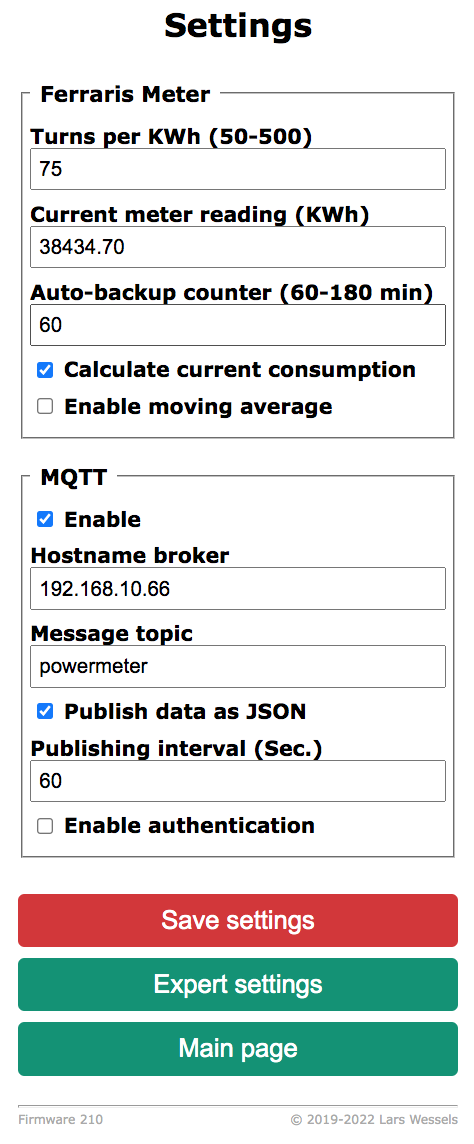 Settings
Ferraris Meter
Turns per KWh (50-500)
75
Current meter reading (KWh)
38434.70
Auto-backup counter (60-180 min)
60
Calculate current consumption
Enable moving average
MQTT
Enable
Hostname broker
192.168.10.66
Message topic
powermeter
Publish data as JSON
Publishing interval (Sec.)
60
Enable authentication
Save settings
Expert settings
Main page
Firmware 210 © 2019-2022 Lars Wessels